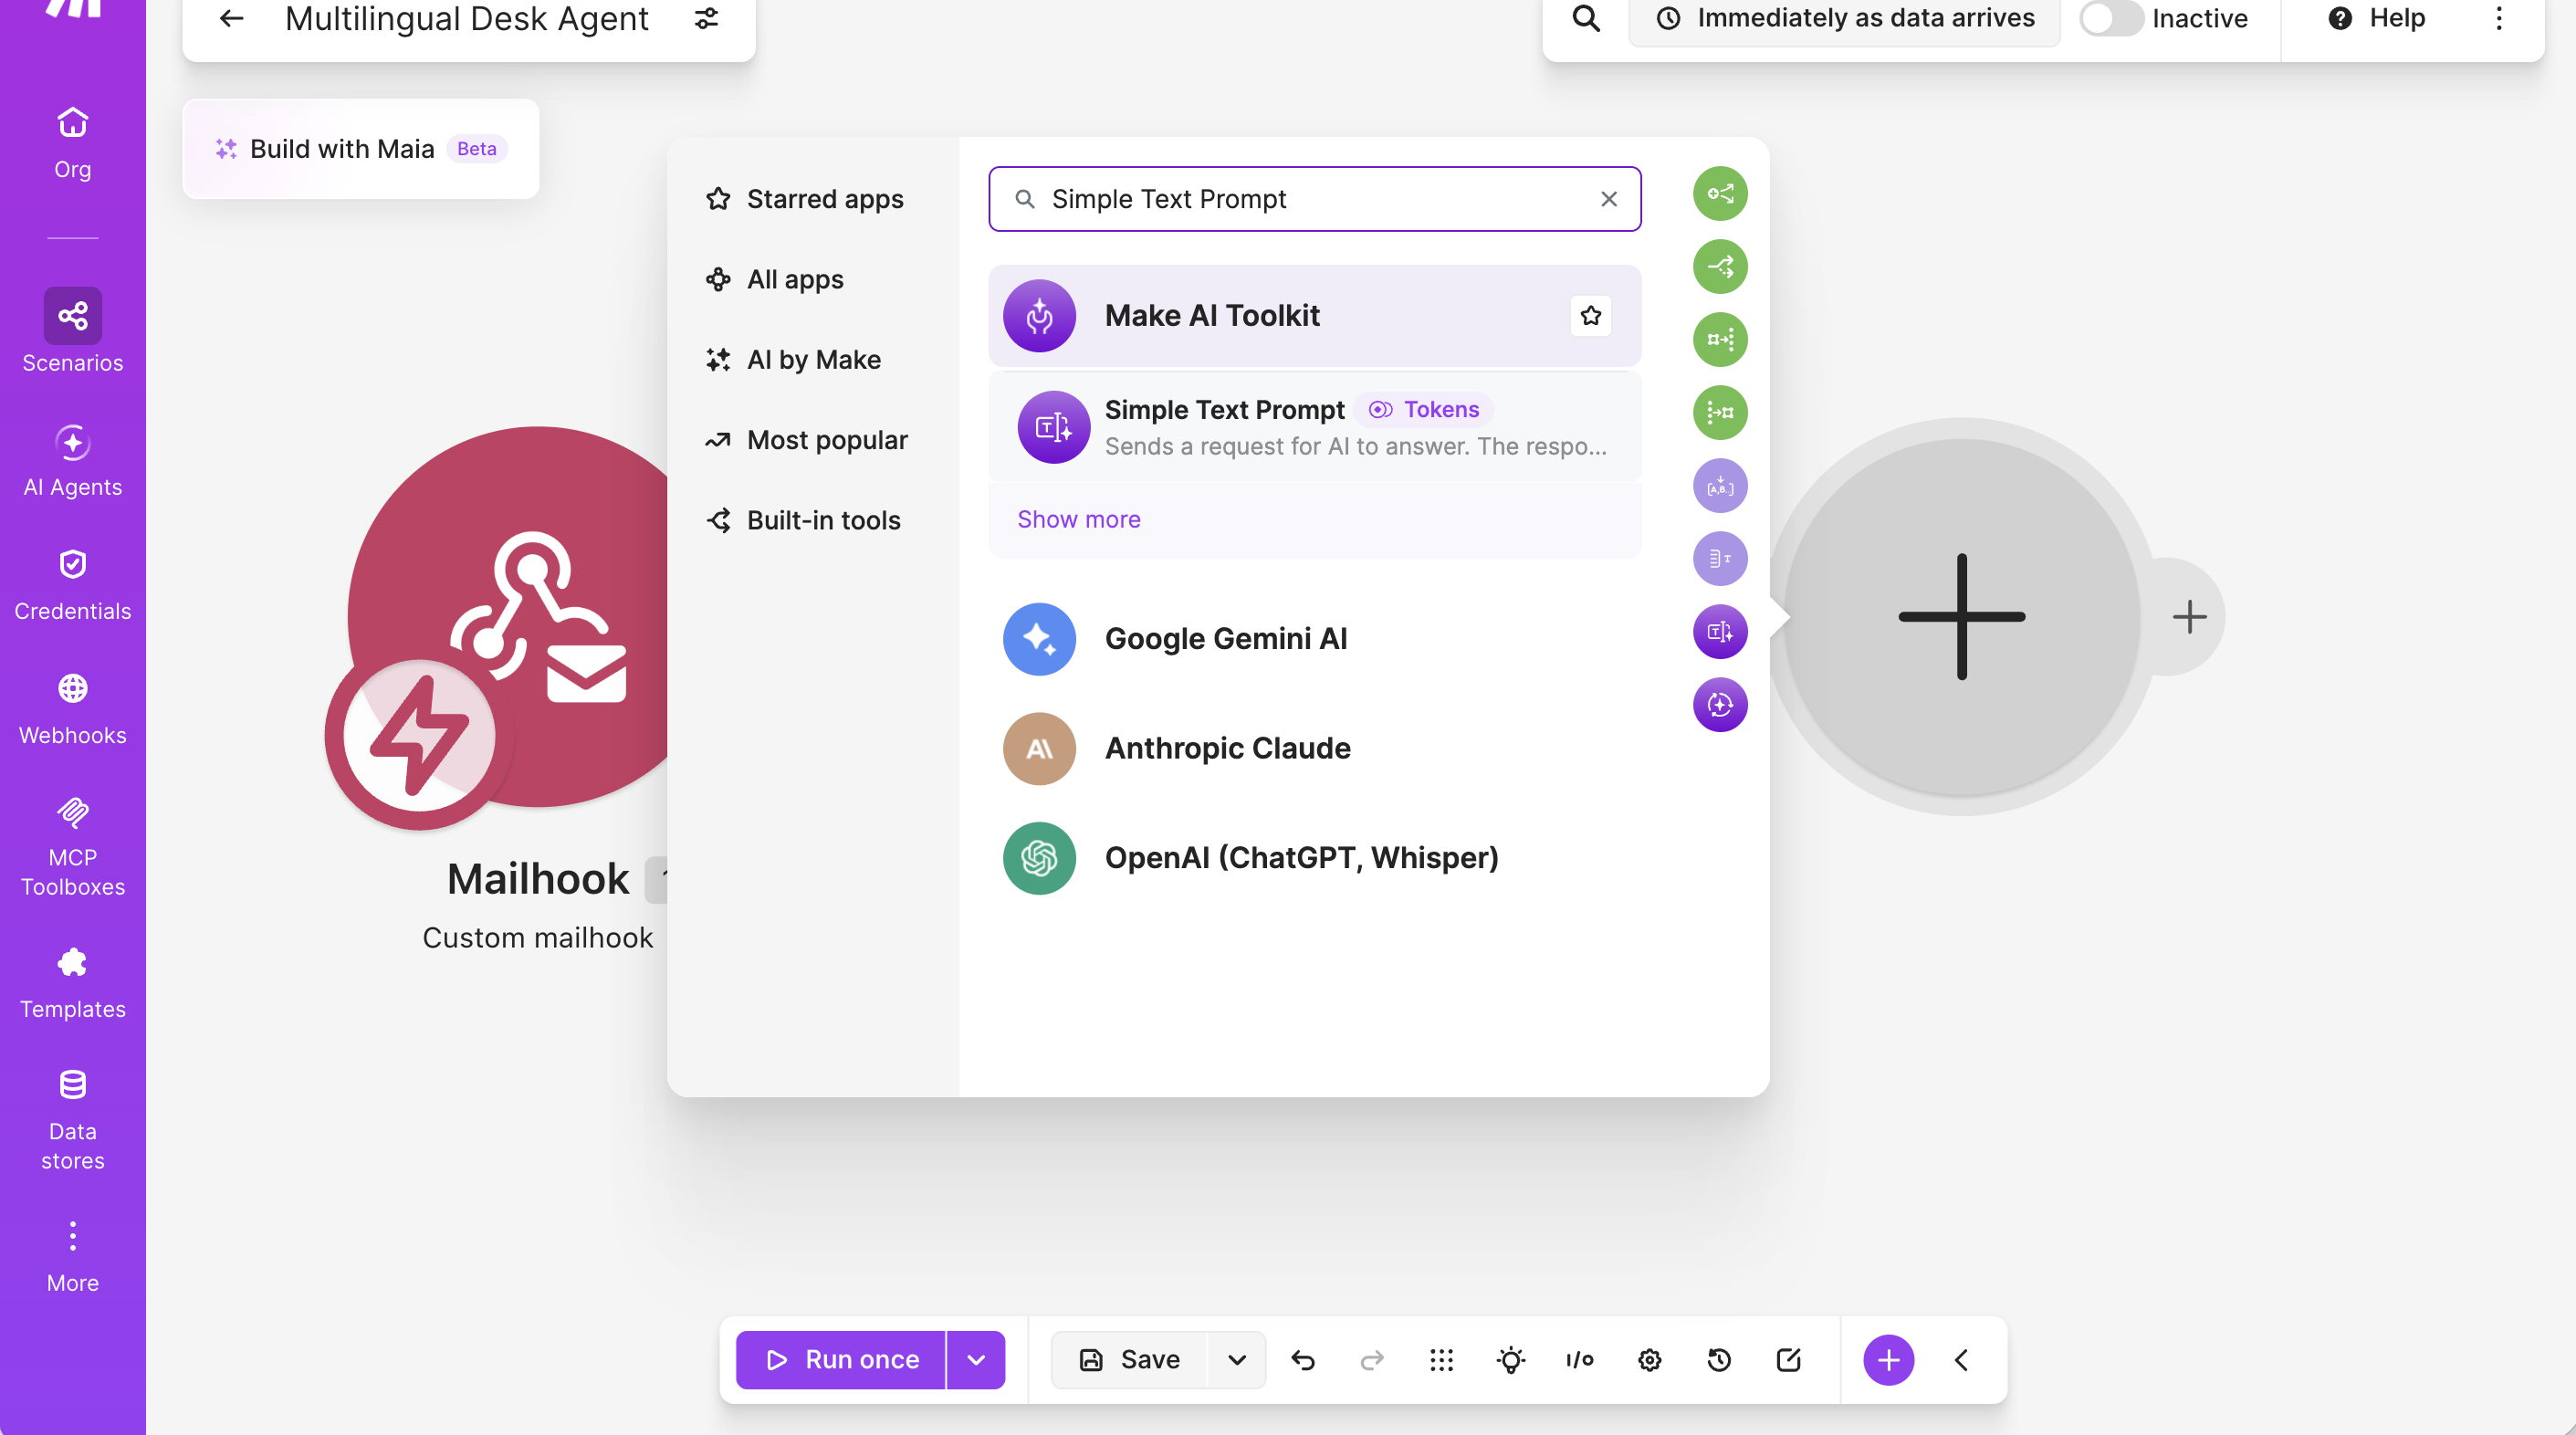 Multilingual Desk Agent
Immediately as data arrives
Inactive
Help
Org
Scenarios
AI Agents
Credentials
Webhooks
MCP
Toolboxes
Templates
Data
stores
More
Build with Maia Beta
Mailhook
Custom mailhook
Starred apps
All apps
AI by Make
Most popular
Built-in tools
Simple Text Prompt
Make AI Toolkit
Simple Text Prompt Tokens
Sends a request for AI to answer. The respo...
Show more
Google Gemini AI
Anthropic Claude
OpenAI (ChatGPT, Whisper)
Run once
Save